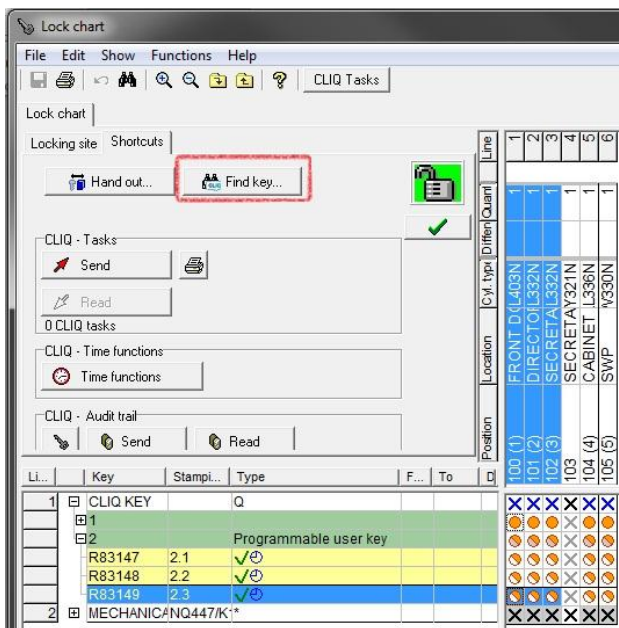 Lock chart
File Edit Show Functions Help
CLIQ Tasks
Lock chart
Locking site Shortcuts
Hand out... Find key...
CLIQ - Tasks
Send
Read
0 CLIQ tasks
CLIQ - Time functions
Time functions
CLIQ - Audit trail
Send Read
Line 1 2 3 4 5 6
Quant 1 1 1 1 1 1
Differ
Cyl. type L403N L332N L332N Y321N L336N V330N
Location FRONT D DIRECTO SECRETA SECRETA CABINET SWP
Position 100 (1) 101 (2) 102 (3) 103 104 (4) 105 (5)
Li... Key Stampi... Type F... To D
1 CLIQ KEY Q
1
2 Programmable user key
R83147 2.1
R83148 2.2
R83149 2.3
2 MECHANICA NQ447/K *